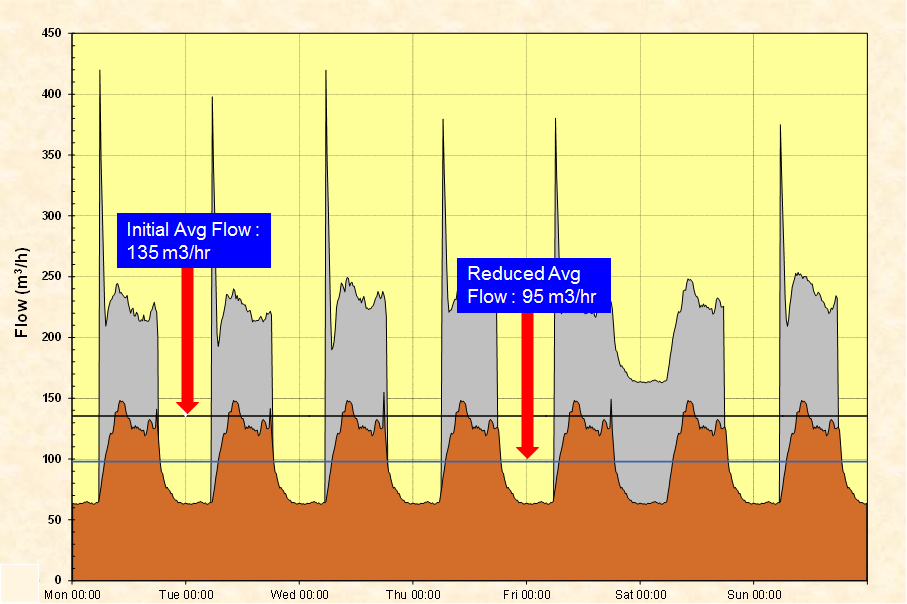 450
400
350
300
250
200
150
100
50
0
Flow (m³/h)
Initial Avg Flow :
135 m3/hr
Reduced Avg
Flow : 95 m3/hr
Mon 00:00 Tue 00:00 Wed 00:00 Thu 00:00 Fri 00:00 Sat 00:00 Sun 00:00